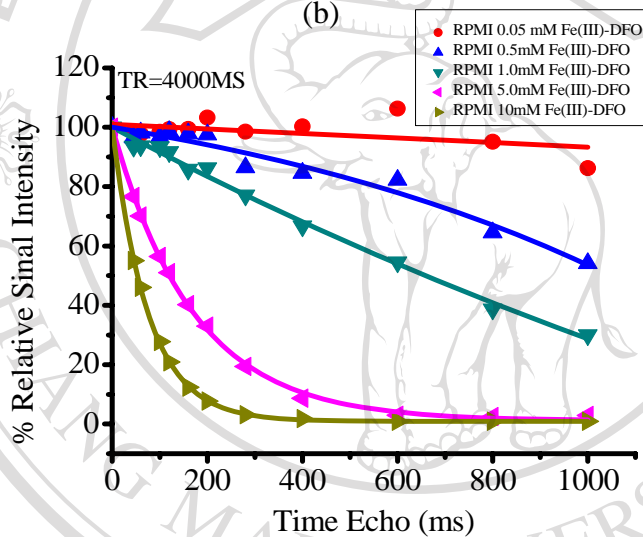 (b)
RPMI 0.05 mM Fe(III)-DFO
RPMI 0.5mM Fe(III)-DFO
RPMI 1.0mM Fe(III)-DFO
RPMI 5.0mM Fe(III)-DFO
RPMI 10mM Fe(III)-DFO
TR=4000MS
% Relative Sinal Intensity
120
100
80
60
40
20
0
0 200 400 600 800 1000
Time Echo (ms)